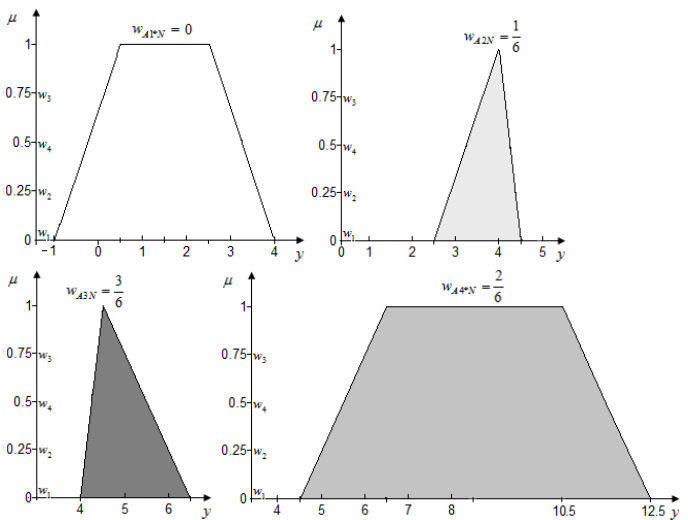 μ
w_{A1*N} = 0
1
0.75 w₃
0.5 w₄
0.25 w₂
0 w₁
−1 0 1 2 3 4 y
μ
w_{A2N} = 1/6
1
0.75 w₃
0.5 w₄
0.25 w₂
0 w₁
0 1 2 3 4 5 y
μ
w_{A3N} = 3/6
1
0.75 w₃
0.5 w₄
0.25 w₂
0 w₁
4 5 6 y
μ
w_{A4*N} = 2/6
1
0.75 w₃
0.5 w₄
0.25 w₂
0 w₁
4 5 6 7 8 10.5 12.5 y